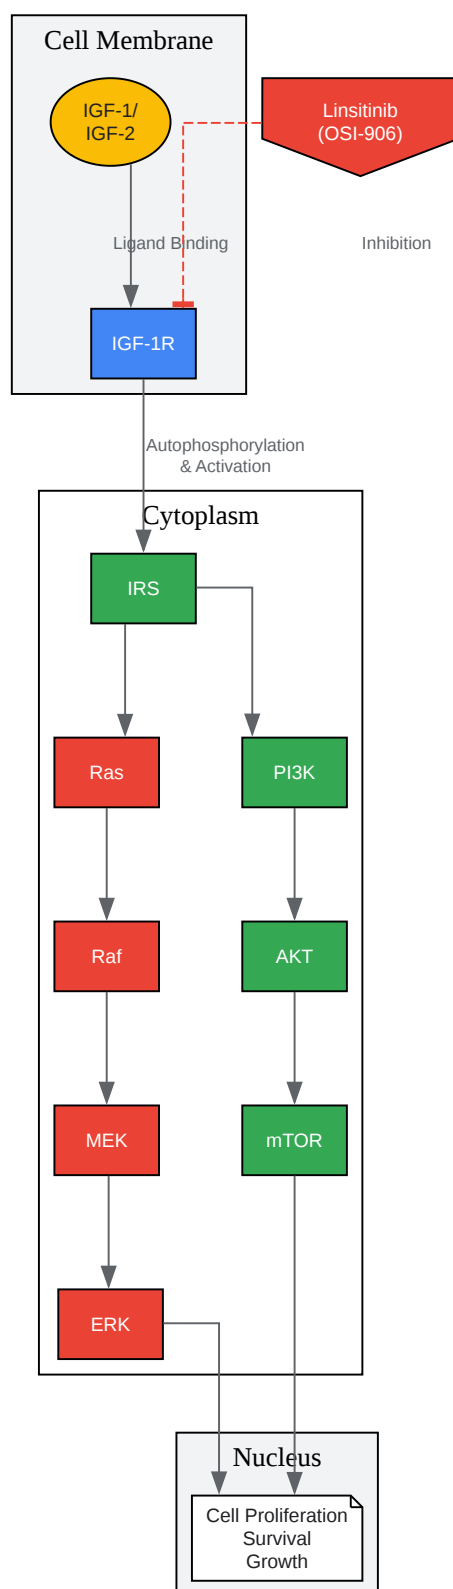 Cell Membrane
IGF-1/
IGF-2
Linsitinib
(OSI-906)
Ligand Binding
Inhibition
IGF-1R
Autophosphorylation
& Activation
Cytoplasm
IRS
Ras
PI3K
Raf
AKT
MEK
mTOR
ERK
Nucleus
Cell Proliferation
Survival
Growth